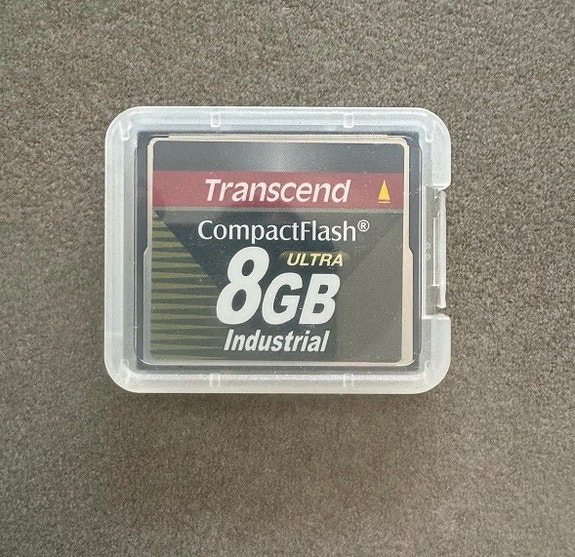 Transcend
CompactFlash®
ULTRA
8GB
Industrial